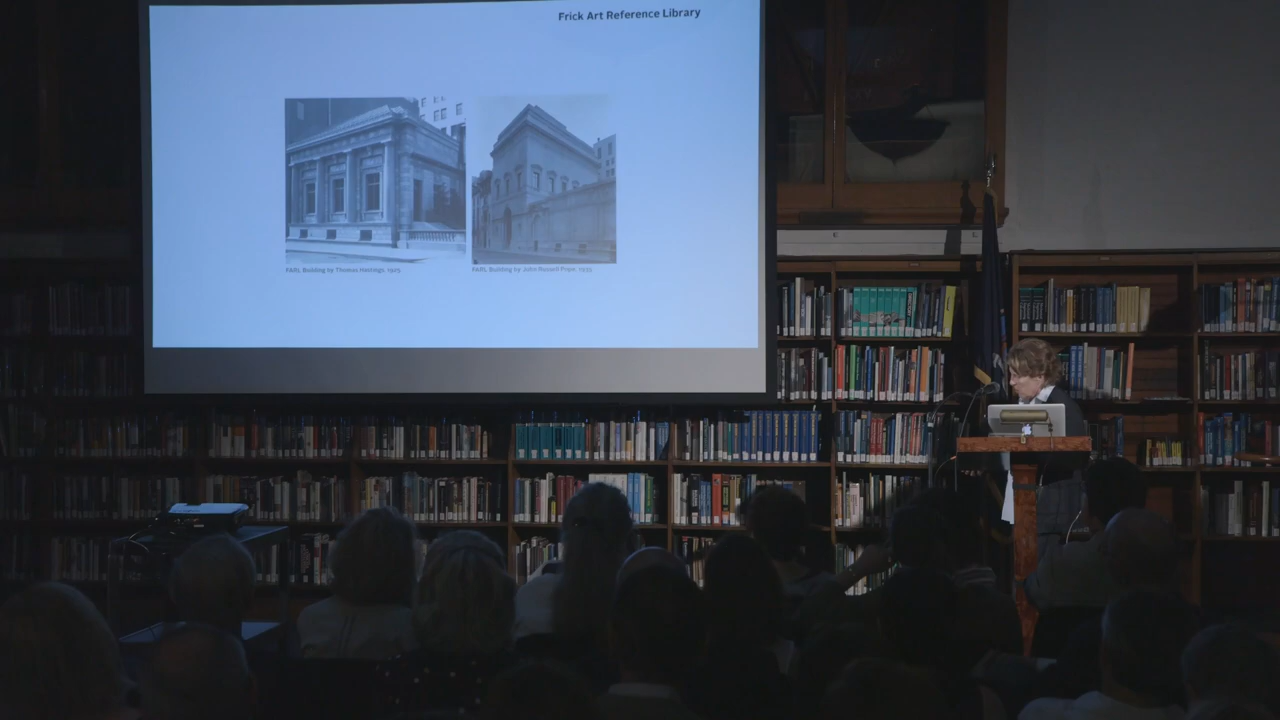 Frick Art Reference Library
FARL Building by Thomas Hastings, 1925
FARL Building by John Russell Pope, 1935